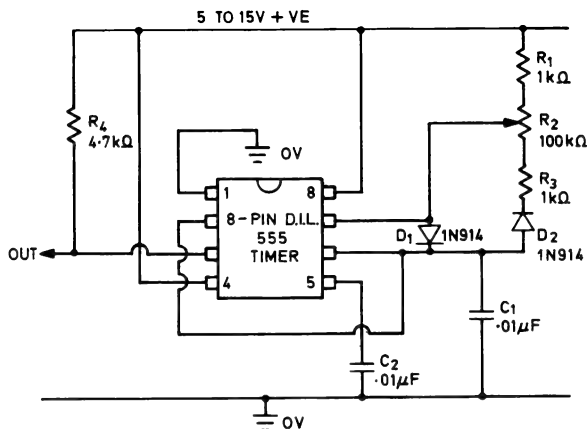 5 TO 15V + VE
R1
1kΩ
R4
4.7kΩ
0V
R2
100kΩ
1
8
R3
1kΩ
8-PIN D.I.L.
555
TIMER
D1
1N914
D2
1N914
OUT
4
5
C1
.01μF
C2
.01μF
0V